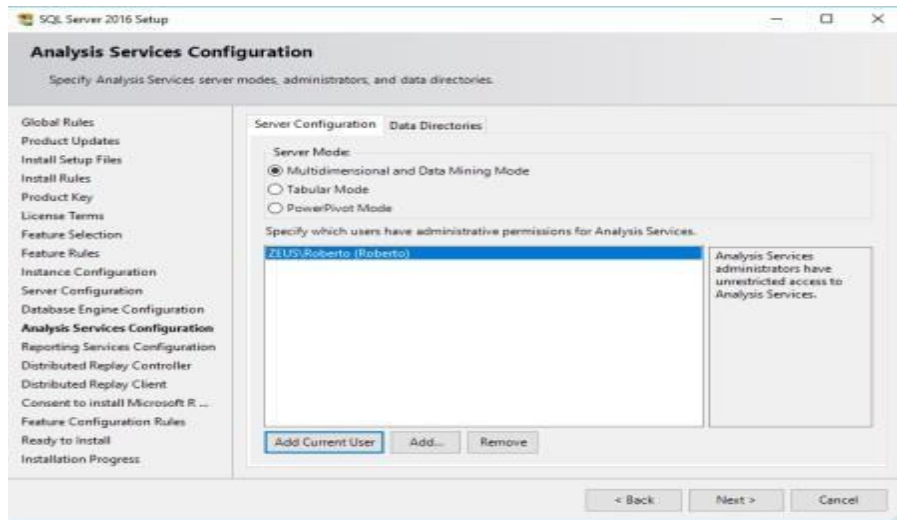 SQL Server 2016 Setup
Analysis Services Configuration
Specify Analysis Services server modes, administrators, and data directories.
Global Rules
Product Updates
Install Setup Files
Install Rules
Product Key
License Terms
Feature Selection
Feature Rules
Instance Configuration
Server Configuration
Database Engine Configuration
Analysis Services Configuration
Reporting Services Configuration
Distributed Replay Controller
Distributed Replay Client
Consent to install Microsoft R ...
Feature Configuration Rules
Ready to Install
Installation Progress
Server Configuration Data Directories
Server Mode:
Multidimensional and Data Mining Mode
Tabular Mode
PowerPivot Mode
Specify which users have administrative permissions for Analysis Services.
ZEUS\Roberto (Roberto)
Analysis Services
administrators have
unrestricted access to
Analysis Services.
Add Current User Add... Remove
< Back Next > Cancel